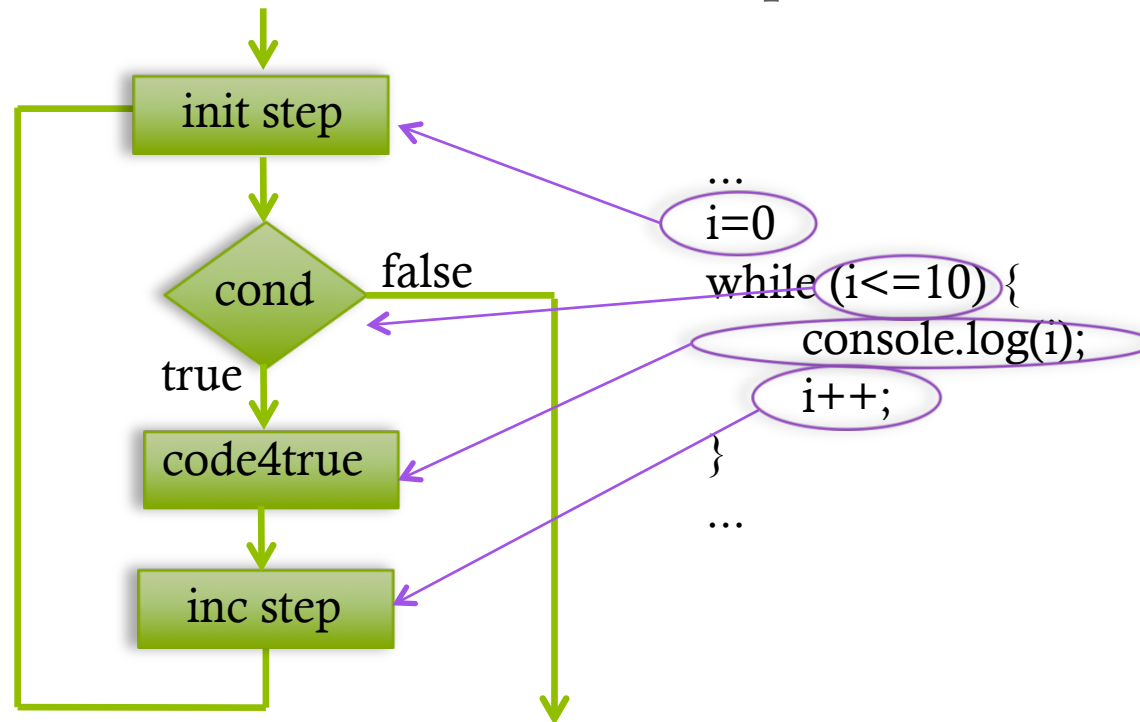 init step
cond
false
true
code4true
inc step
...
i=0
while (i<=10) {
console.log(i);
i++;
}
...